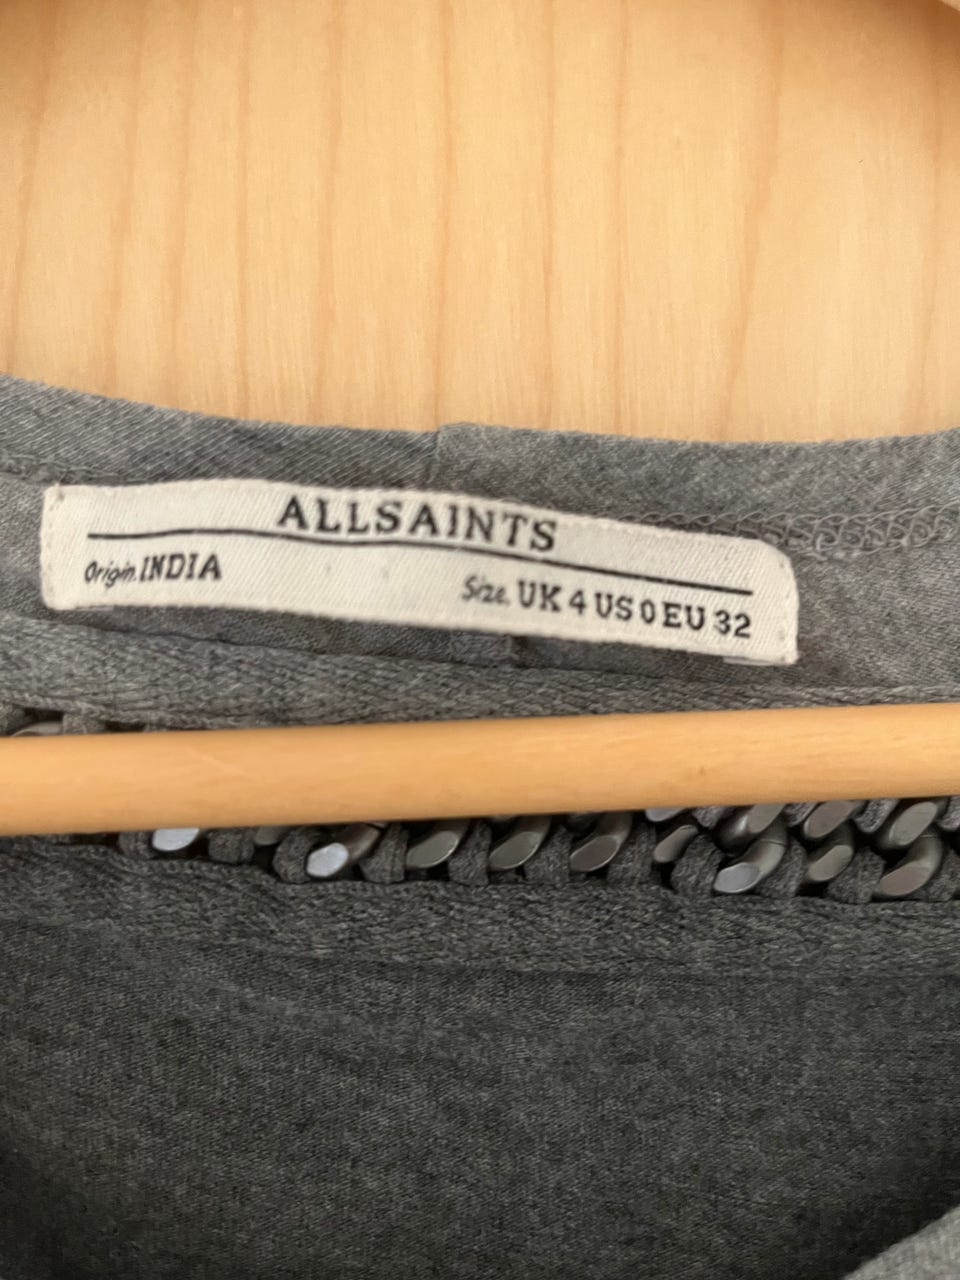 ALLSAINTS
Origin. INDIA
Size. UK 4 US 0 EU 32